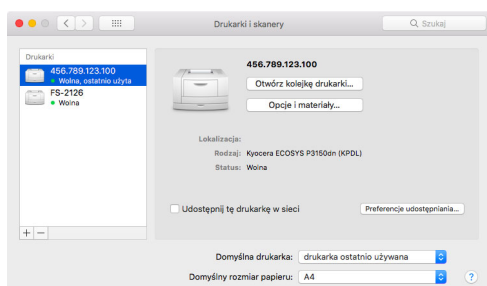 Drukarki i skanery
Szukaj
Drukarki
456.789.123.100
Wolna, ostatnio użyta
FS-2126
Wolna
+ −
456.789.123.100
Otwórz kolejkę drukarki...
Opcje i materiały...
Lokalizacja:
Rodzaj: Kyocera ECOSYS P3150dn (KPDL)
Status: Wolna
Udostępnij tę drukarkę w sieci
Preferencje udostępniania...
Domyślna drukarka: drukarka ostatnio używana
Domyślny rozmiar papieru: A4
?